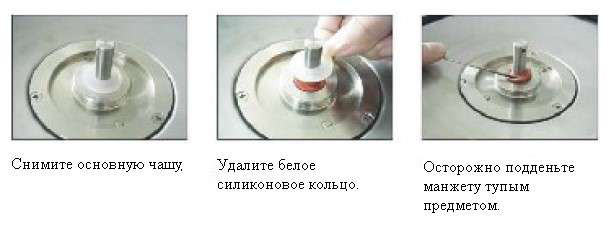 Снимите основную чашу,
Удалите белое
силиконовое кольцо.
Осторожно подденьте
манжету тупым
предметом.